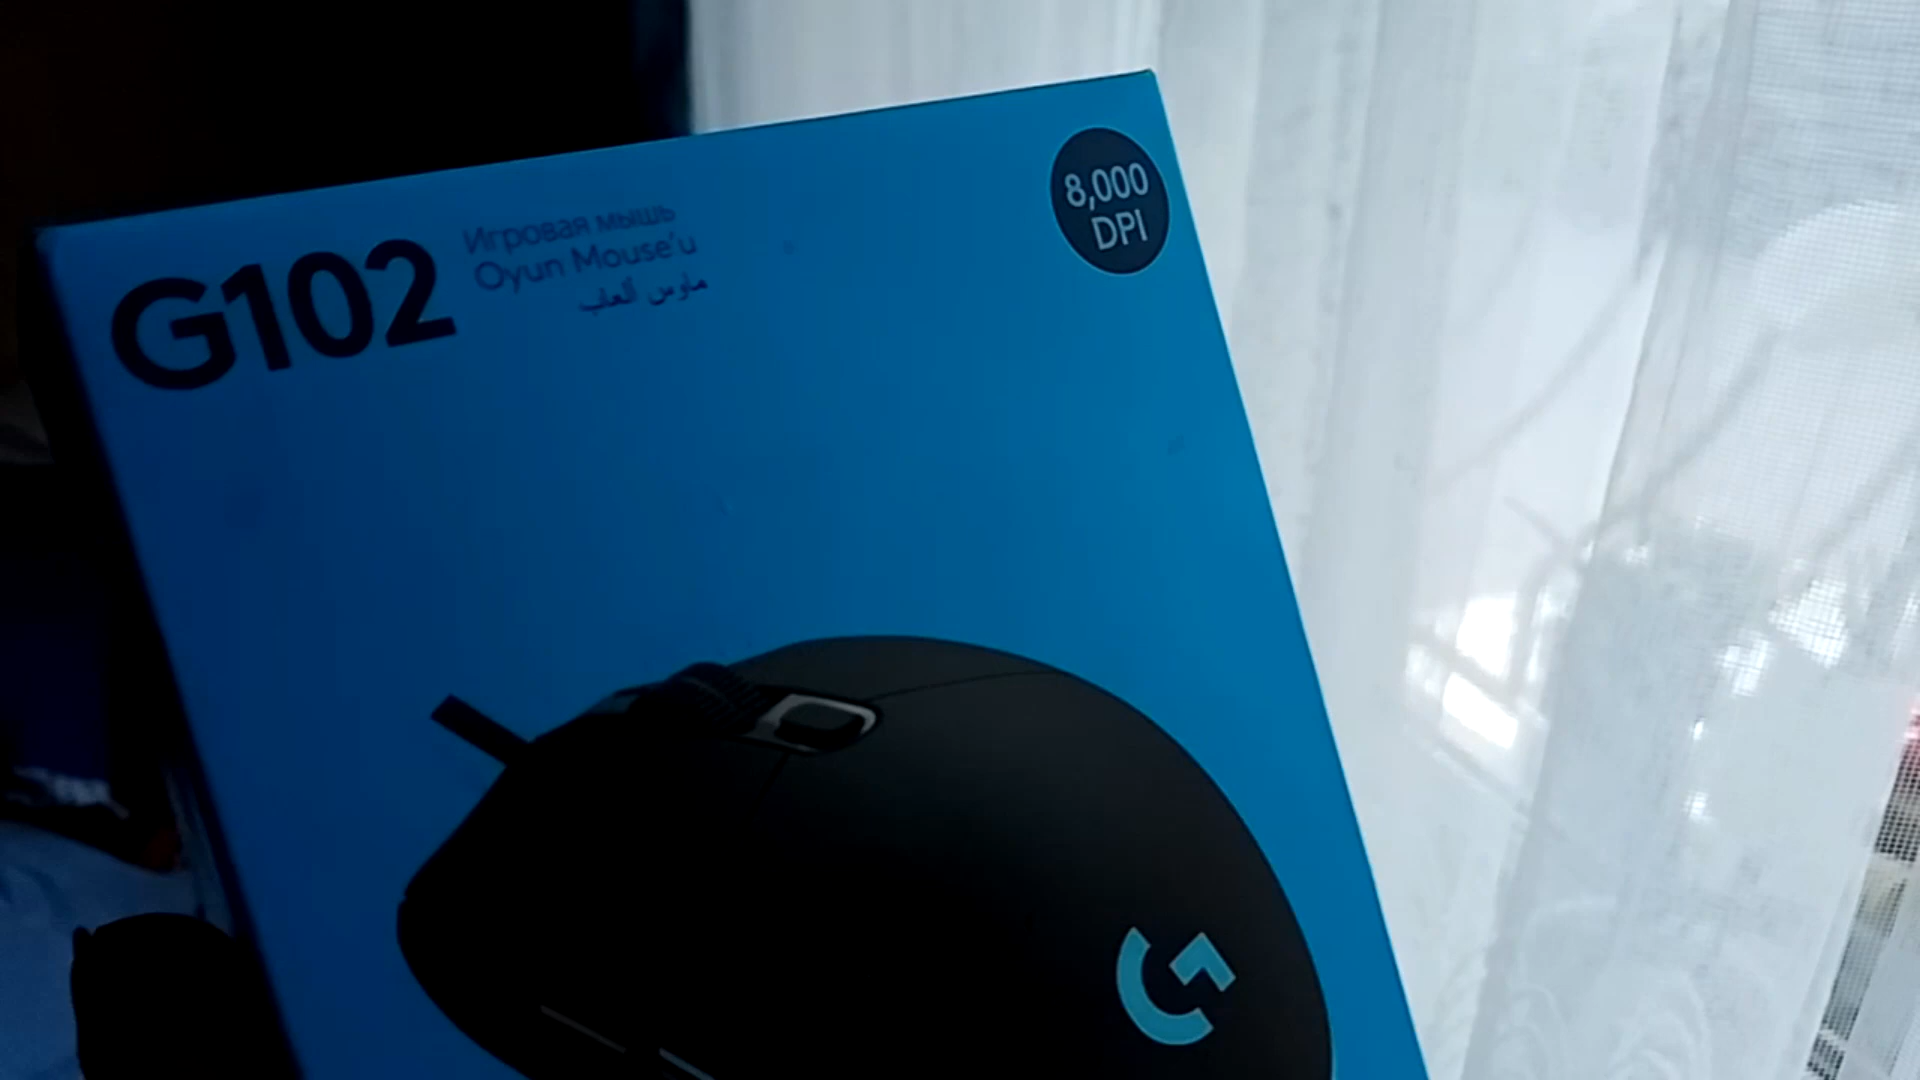 G102
Игровая мышь
Oyun Mouse'u
ماوس ألعاب
8,000
DPI